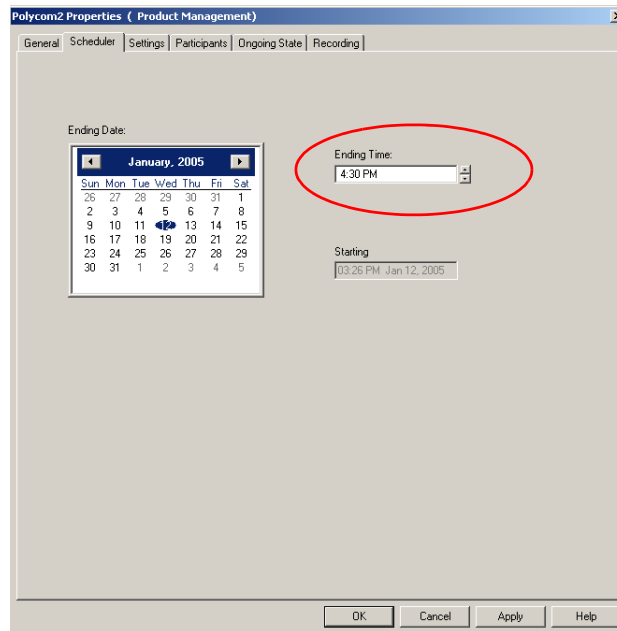 Polycom2 Properties ( Product Management)
General Scheduler Settings Participants Ongoing State Recording
Ending Date:
January, 2005
Sun Mon Tue Wed Thu Fri Sat
26 27 28 29 30 31 1
2 3 4 5 6 7 8
9 10 11 12 13 14 15
16 17 18 19 20 21 22
23 24 25 26 27 28 29
30 31 1 2 3 4 5
Ending Time:
4:30 PM
Starting
03:26 PM Jan 12, 2005
OK Cancel Apply Help